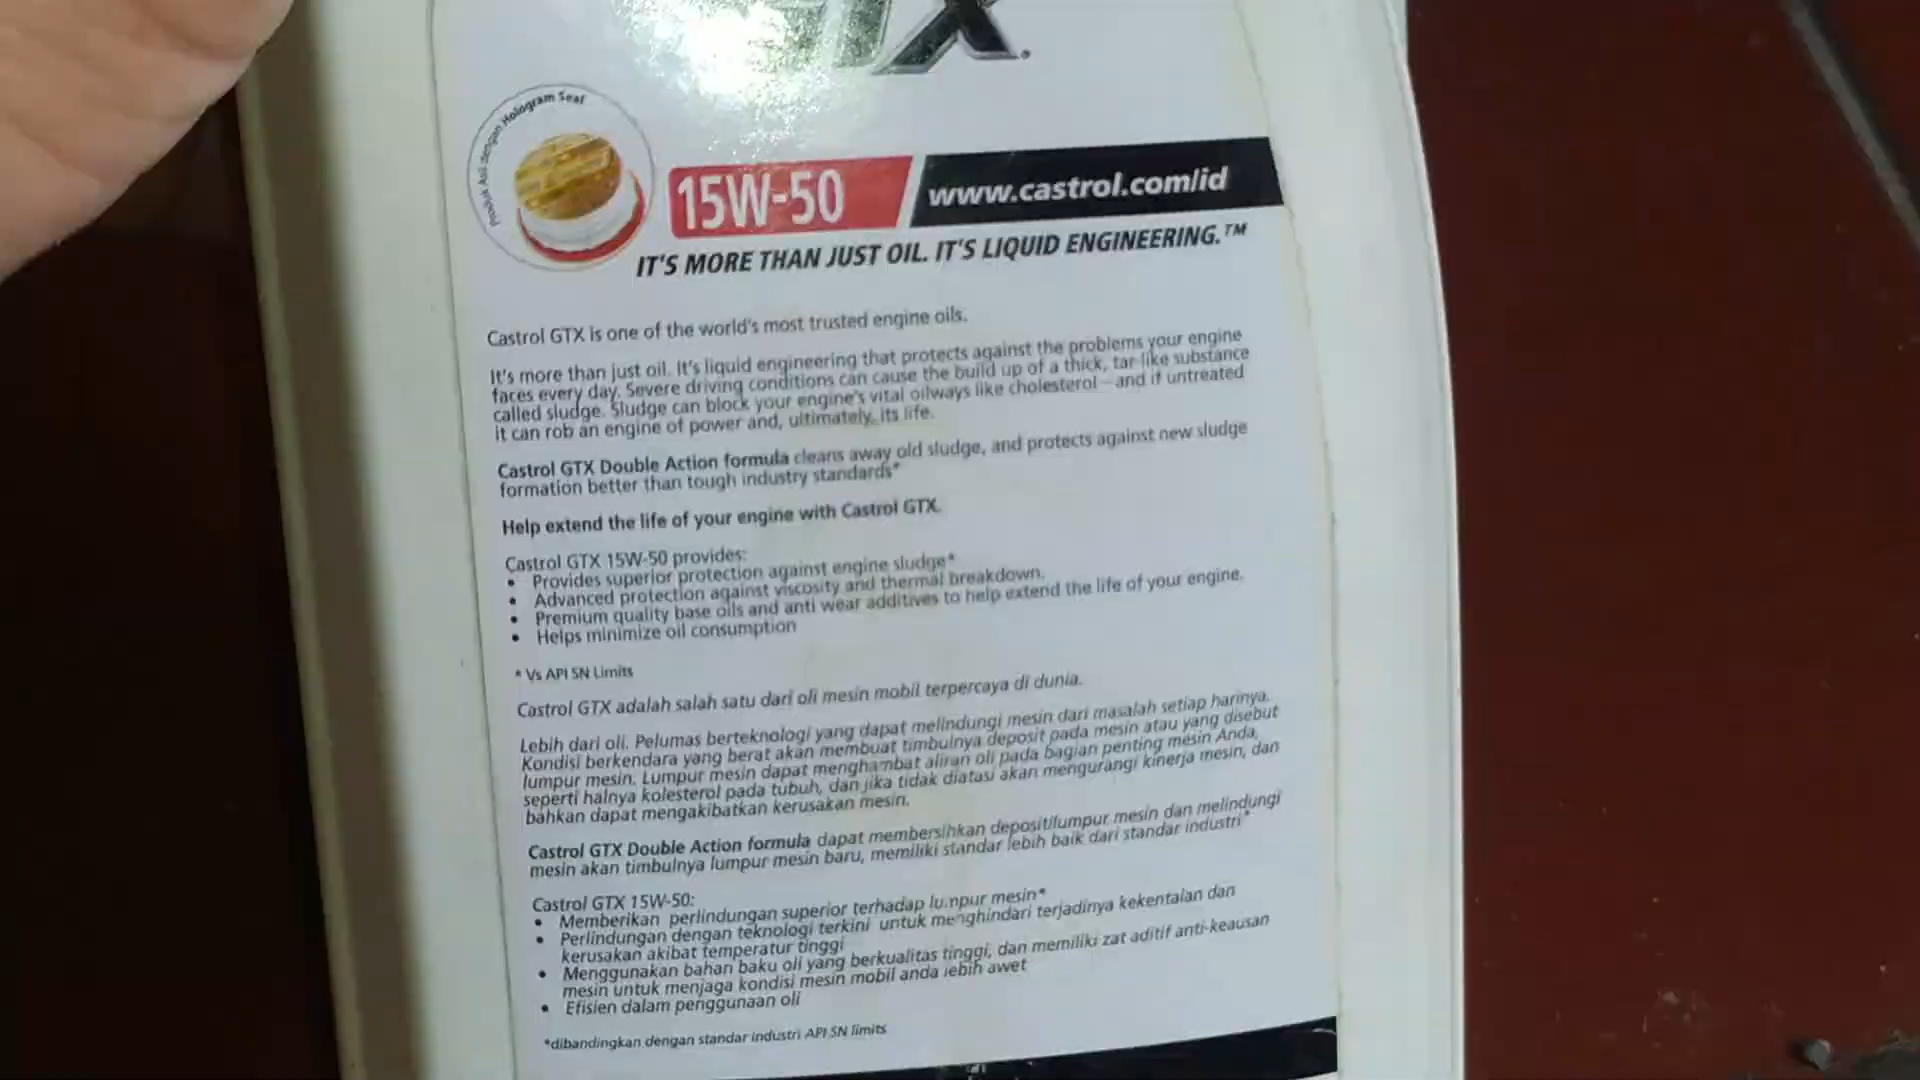 TX
Produk Asli dengan Hologram Seal
15W-50
www.castrol.com/id
IT'S MORE THAN JUST OIL. IT'S LIQUID ENGINEERING.™
Castrol GTX is one of the world's most trusted engine oils.
It's more than just oil. It's liquid engineering that protects against the problems your engine
faces every day. Severe driving conditions can cause the build up of a thick, tar-like substance
called sludge. Sludge can block your engine's vital oilways like cholesterol – and if untreated
it can rob an engine of power and, ultimately, its life.
Castrol GTX Double Action formula cleans away old sludge, and protects against new sludge
formation better than tough industry standards*
Help extend the life of your engine with Castrol GTX.
Castrol GTX 15W-50 provides:
• Provides superior protection against engine sludge*
• Advanced protection against viscosity and thermal breakdown.
• Premium quality base oils and anti wear additives to help extend the life of your engine.
• Helps minimize oil consumption
* Vs API SN Limits
Castrol GTX adalah salah satu dari oli mesin mobil terpercaya di dunia.
Lebih dari oli. Pelumas berteknologi yang dapat melindungi mesin dari masalah setiap harinya.
Kondisi berkendara yang berat akan membuat timbulnya deposit pada mesin atau yang disebut
lumpur mesin. Lumpur mesin dapat menghambat aliran oli pada bagian penting mesin Anda,
seperti halnya kolesterol pada tubuh, dan jika tidak diatasi akan mengurangi kinerja mesin, dan
bahkan dapat mengakibatkan kerusakan mesin.
Castrol GTX Double Action formula dapat membersihkan deposit/lumpur mesin dan melindungi
mesin akan timbulnya lumpur mesin baru, memiliki standar lebih baik dari standar industri*
Castrol GTX 15W-50:
• Memberikan perlindungan superior terhadap lumpur mesin*
• Perlindungan dengan teknologi terkini untuk menghindari terjadinya kekentalan dan
kerusakan akibat temperatur tinggi
• Menggunakan bahan baku oli yang berkualitas tinggi, dan memiliki zat aditif anti-keausan
mesin untuk menjaga kondisi mesin mobil anda lebih awet
• Efisien dalam penggunaan oli
*dibandingkan dengan standar industri API SN limits